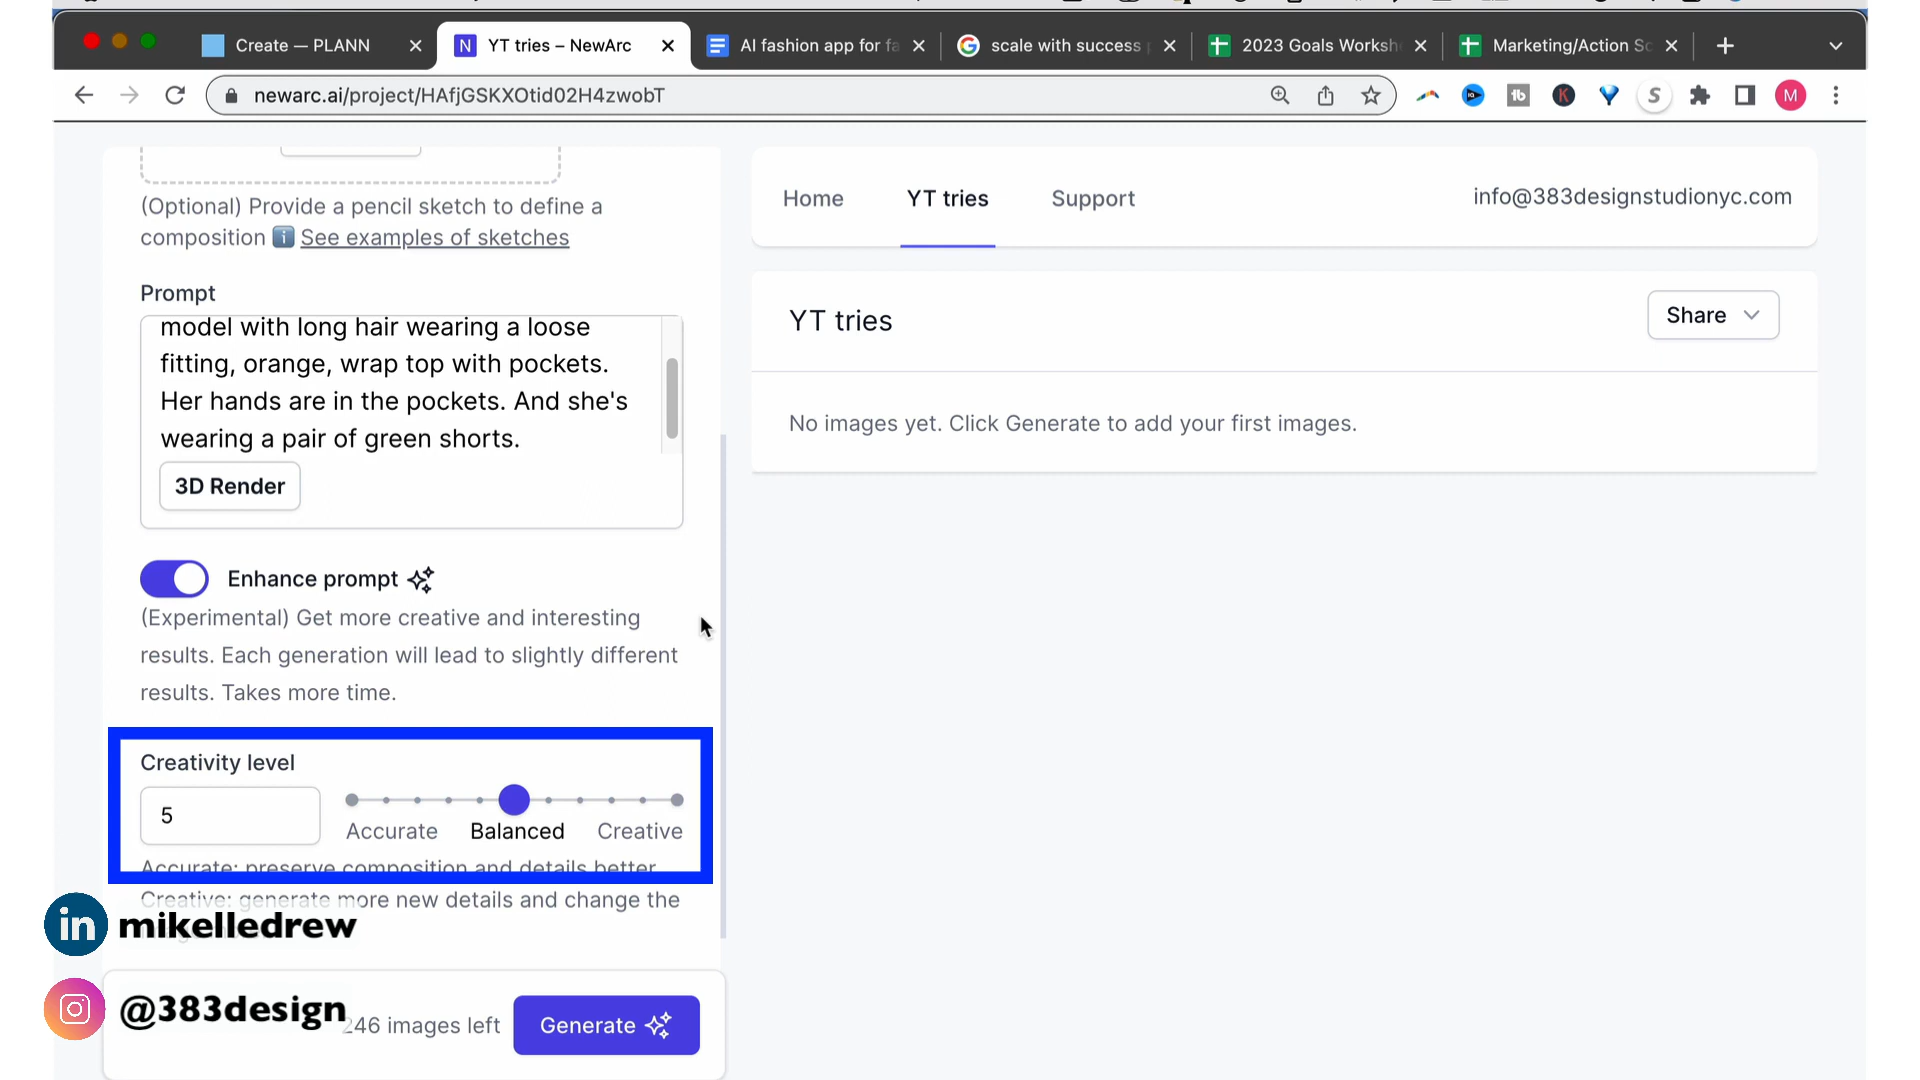 Create — PLANN
YT tries – NewArc
AI fashion app for fa
scale with success
2023 Goals Worksh
Marketing/Action Sc
newarc.ai/project/HAfjGSKXOtid02H4zwobT
M
Home
YT tries
Support
info@383designstudionyc.com
(Optional) Provide a pencil sketch to define a
composition See examples of sketches
YT tries
Share
No images yet. Click Generate to add your first images.
Prompt
model with long hair wearing a loose
fitting, orange, wrap top with pockets.
Her hands are in the pockets. And she's
wearing a pair of green shorts.
3D Render
Enhance prompt
(Experimental) Get more creative and interesting
results. Each generation will lead to slightly different
results. Takes more time.
Creativity level
5
Accurate Balanced Creative
Accurate: preserve composition and details better
Creative: generate more new details and change the
in mikelledrew
@383design
246 images left
Generate